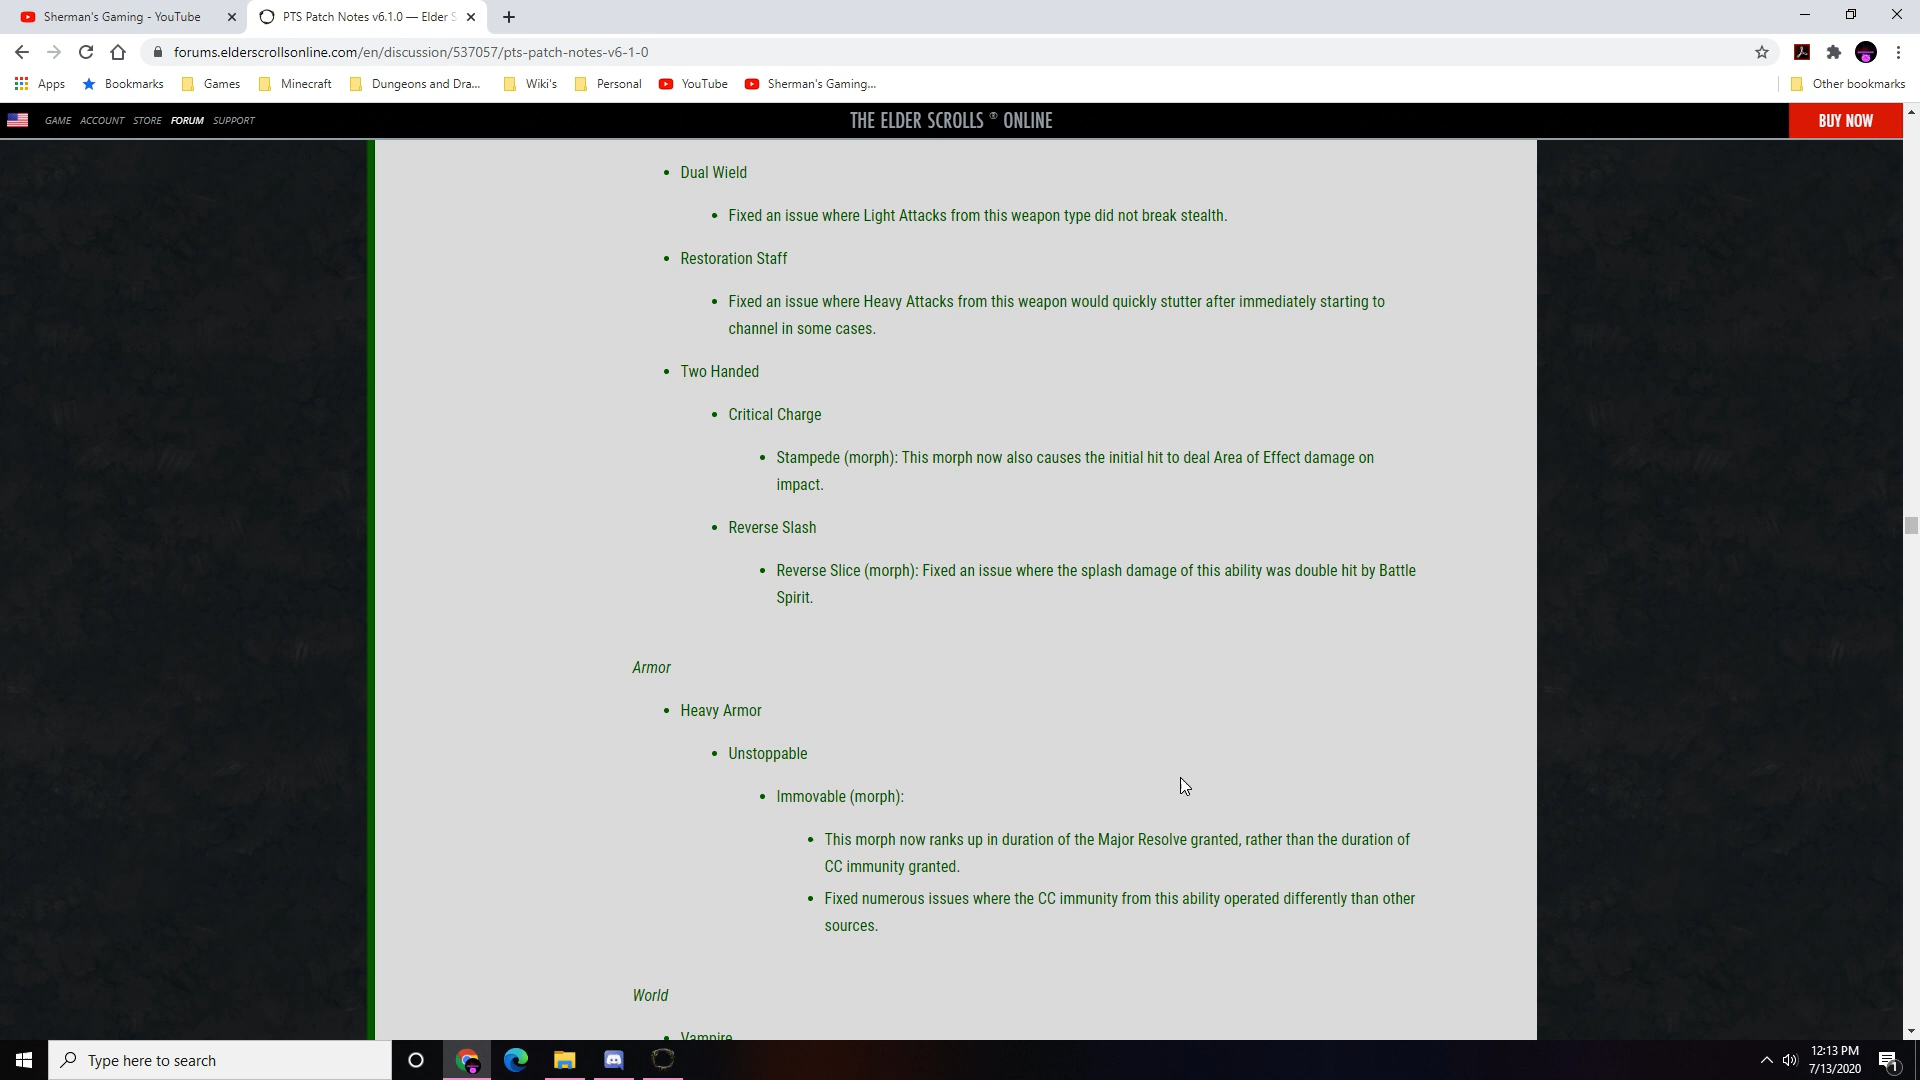 Sherman's Gaming - YouTube
PTS Patch Notes v6.1.0 — Elder S
forums.elderscrollsonline.com/en/discussion/537057/pts-patch-notes-v6-1-0
Apps Bookmarks Games Minecraft Dungeons and Dra... Wiki's Personal YouTube Sherman's Gaming... Other bookmarks
GAME ACCOUNT STORE FORUM SUPPORT THE ELDER SCROLLS ® ONLINE BUY NOW
• Dual Wield
• Fixed an issue where Light Attacks from this weapon type did not break stealth.
• Restoration Staff
• Fixed an issue where Heavy Attacks from this weapon would quickly stutter after immediately starting to
channel in some cases.
• Two Handed
• Critical Charge
• Stampede (morph): This morph now also causes the initial hit to deal Area of Effect damage on
impact.
• Reverse Slash
• Reverse Slice (morph): Fixed an issue where the splash damage of this ability was double hit by Battle
Spirit.
Armor
• Heavy Armor
• Unstoppable
• Immovable (morph):
• This morph now ranks up in duration of the Major Resolve granted, rather than the duration of
CC immunity granted.
• Fixed numerous issues where the CC immunity from this ability operated differently than other
sources.
World
• Vampire
Type here to search
12:13 PM
7/13/2020
1